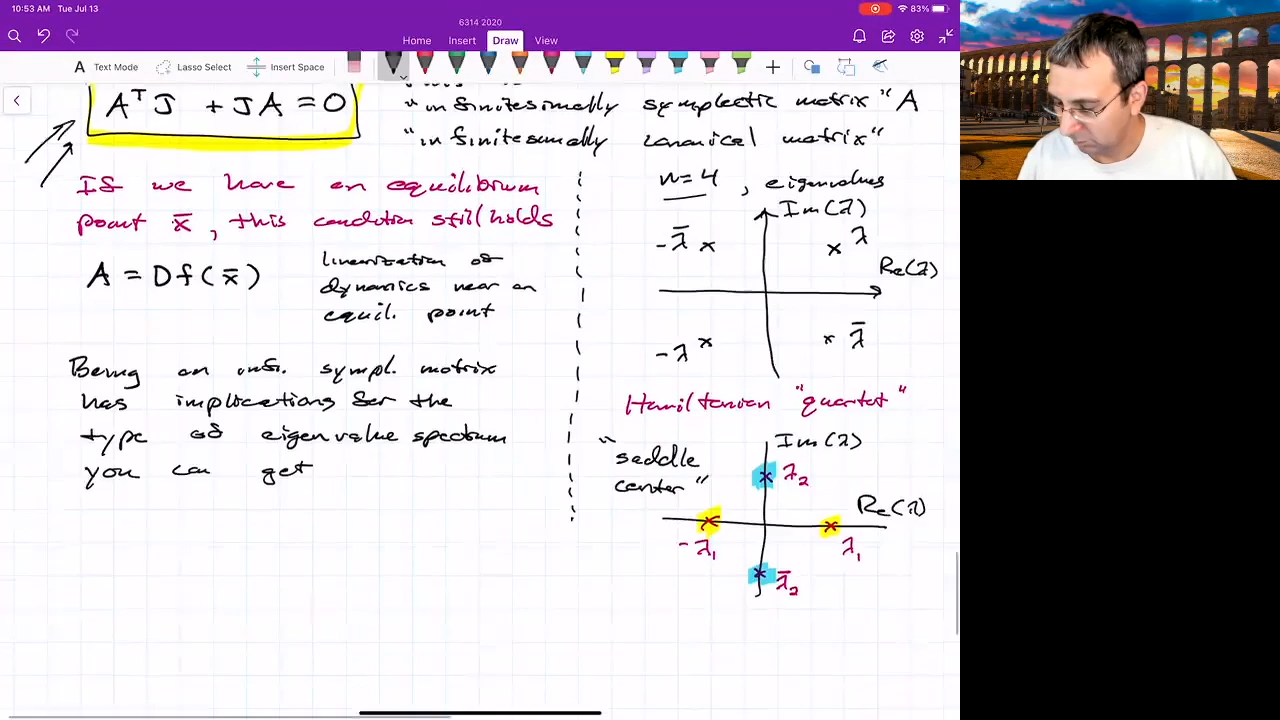 10:53 AM Tue Jul 13
83%
6314 2020
Home Insert Draw View
Text Mode Lasso Select Insert Space
AᵀJ + JA = 0
"infinitesimally symplectic matrix" A
"infinitesimally canonical matrix"
If we have an equilibrium
point x̄, this condition still holds
A = Df(x̄)
linearization of
dynamics near an
equil. point
Being an inf. sympl. matrix
has implications for the
type of eigenvalue spectrum
you can get
n=4, eigenvalues
Im(λ)
-λ̄ λ
Re(λ)
-λ λ̄
Hamiltonian "quartet"
"saddle
center"
Im(λ)
λ₂
Re(λ)
-λ₁ λ₁
λ̄₂